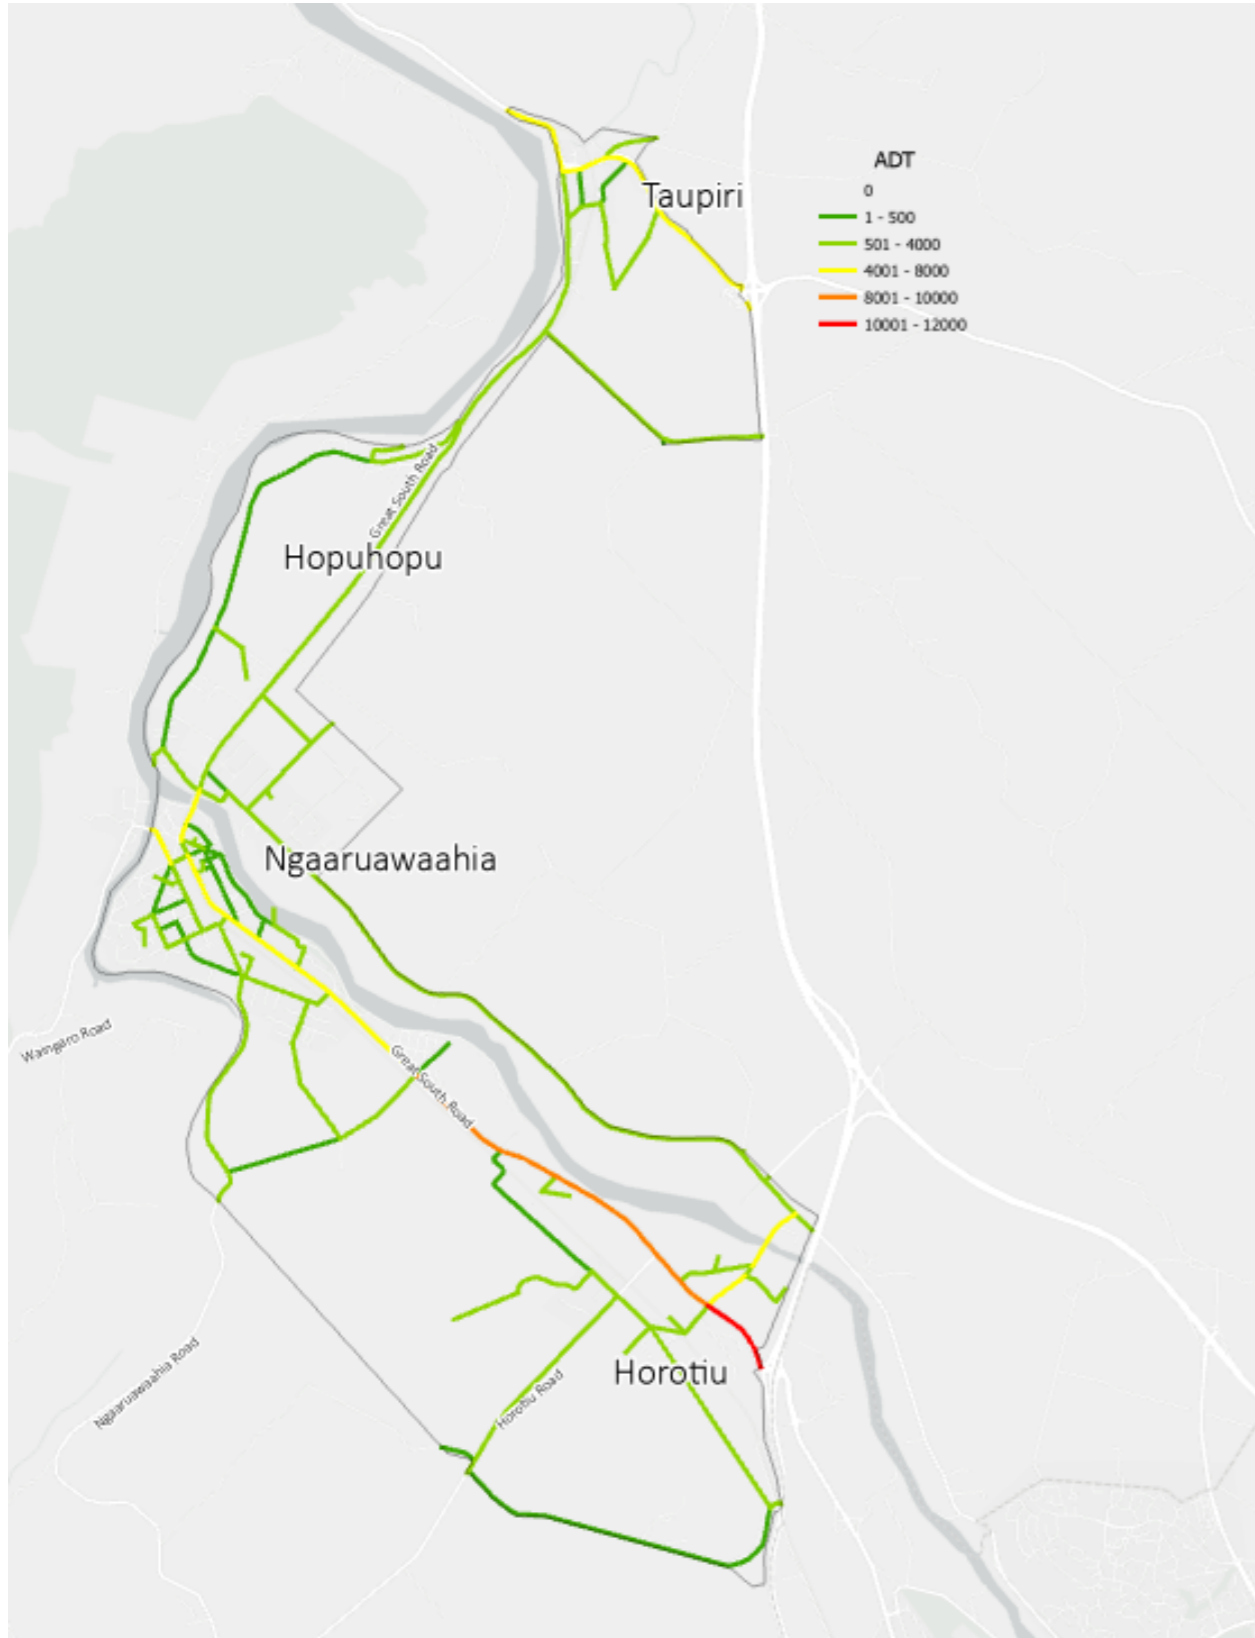 Taupiri
ADT
0
1 - 500
501 - 4000
4001 - 8000
8001 - 10000
10001 - 12000
Great South Road
Hopuhopu
Ngaaruawaahia
Waingaro Road
Great South Road
Ngaaruawaahia Road
Horotiu
Horotiu Road